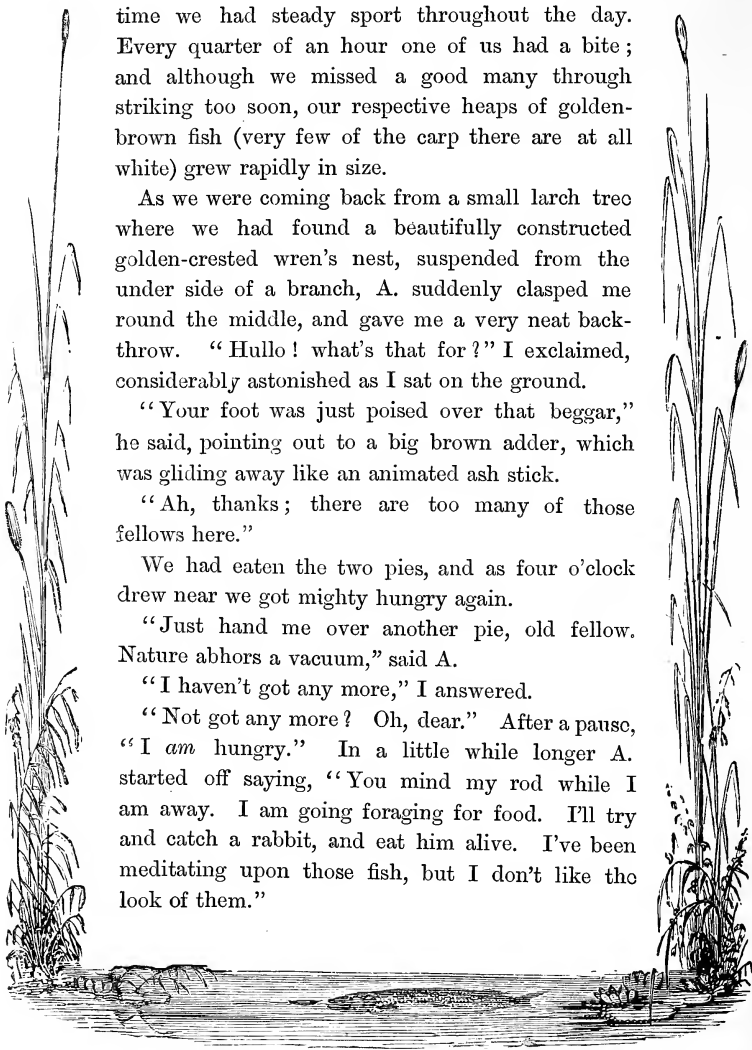 time we had steady sport throughout the day.
Every quarter of an hour one of us had a bite ;
and although we missed a good many through
striking too soon, our respective heaps of golden-
brown fish (very few of the carp there are at all
white) grew rapidly in size.
As we were coming back from a small larch tree
where we had found a beautifully constructed
golden-crested wren's nest, suspended from the
under side of a branch, A. suddenly clasped me
round the middle, and gave me a very neat back-
throw. “ Hullo ! what's that for ?” I exclaimed,
considerably astonished as I sat on the ground.
“Your foot was just poised over that beggar,”
he said, pointing out to a big brown adder, which
was gliding away like an animated ash stick.
“Ah, thanks ; there are too many of those
fellows here.”
We had eaten the two pies, and as four o'clock
drew near we got mighty hungry again.
“Just hand me over another pie, old fellow.
Nature abhors a vacuum,” said A.
“I haven't got any more,” I answered.
“ Not got any more ? Oh, dear.” After a pause,
“I am hungry.” In a little while longer A.
started off saying, “You mind my rod while I
am away. I am going foraging for food. I'll try
and catch a rabbit, and eat him alive. I've been
meditating upon those fish, but I don't like the
look of them.”